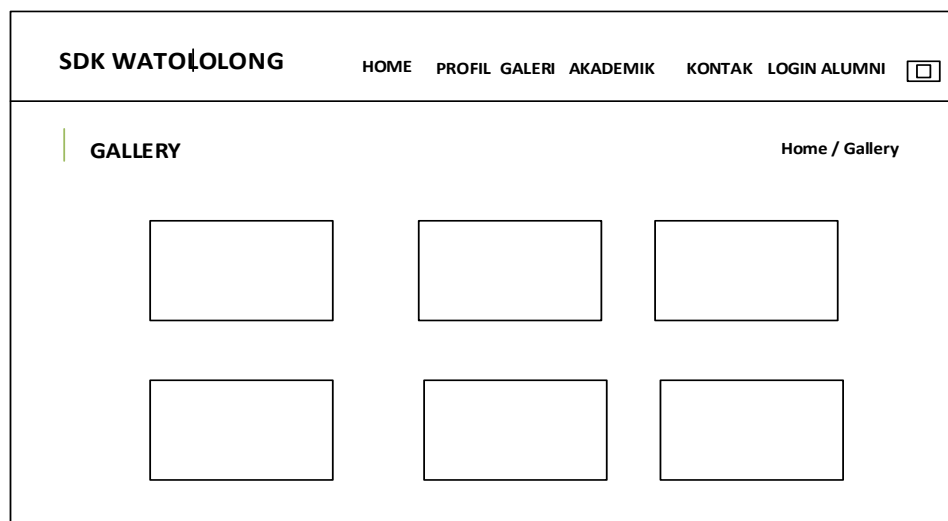 SDK WATOLOLONG HOME PROFIL GALERI AKADEMIK KONTAK LOGIN ALUMNI
GALLERY Home / Gallery